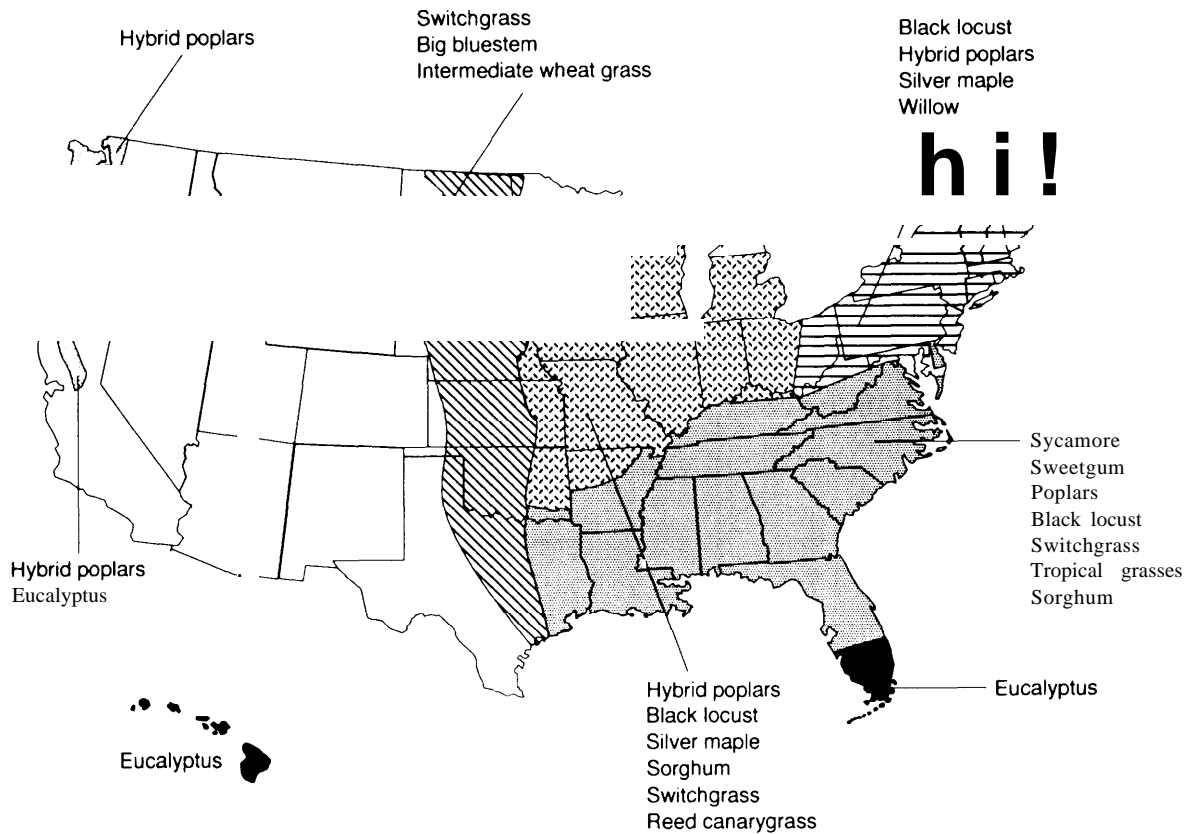 Hybrid poplars
Switchgrass
Big bluestem
Intermediate wheat grass
Black locust
Hybrid poplars
Silver maple
Willow
hi!
Sycamore
Sweetgum
Poplars
Black locust
Switchgrass
Tropical grasses
Sorghum
Hybrid poplars
Eucalyptus
Hybrid poplars
Black locust
Silver maple
Sorghum
Switchgrass
Reed canarygrass
Eucalyptus
Eucalyptus